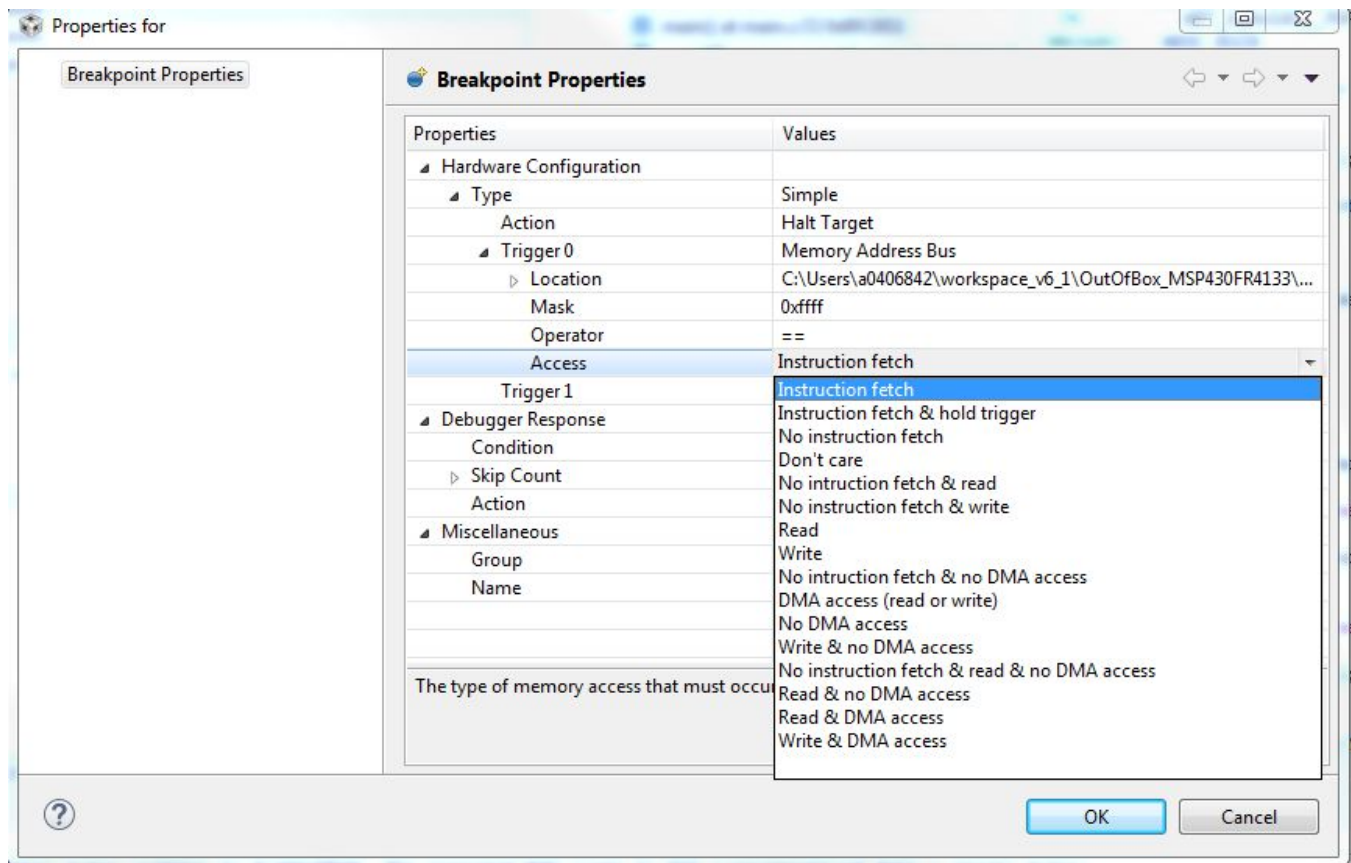 Properties for
Breakpoint Properties
Breakpoint Properties
Properties Values
Hardware Configuration
Type Simple
Action Halt Target
Trigger 0 Memory Address Bus
Location C:\Users\a0406842\workspace_v6_1\OutOfBox_MSP430FR4133\...
Mask 0xffff
Operator ==
Access Instruction fetch
Trigger 1
Debugger Response
Condition
Skip Count
Action
Miscellaneous
Group
Name
Instruction fetch
Instruction fetch & hold trigger
No instruction fetch
Don't care
No intruction fetch & read
No instruction fetch & write
Read
Write
No intruction fetch & no DMA access
DMA access (read or write)
No DMA access
Write & no DMA access
No instruction fetch & read & no DMA access
Read & no DMA access
Read & DMA access
Write & DMA access
The type of memory access that must occu
? OK Cancel